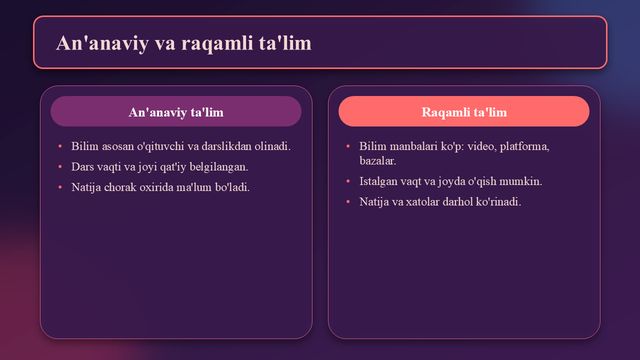 An'anaviy va raqamli ta'lim
An'anaviy ta'lim
• Bilim asosan o'qituvchi va darslikdan olinadi.
• Dars vaqti va joyi qat'iy belgilangan.
• Natija chorak oxirida ma'lum bo'ladi.
Raqamli ta'lim
• Bilim manbalari ko'p: video, platforma,
bazalar.
• Istalgan vaqt va joyda o'qish mumkin.
• Natija va xatolar darhol ko'rinadi.